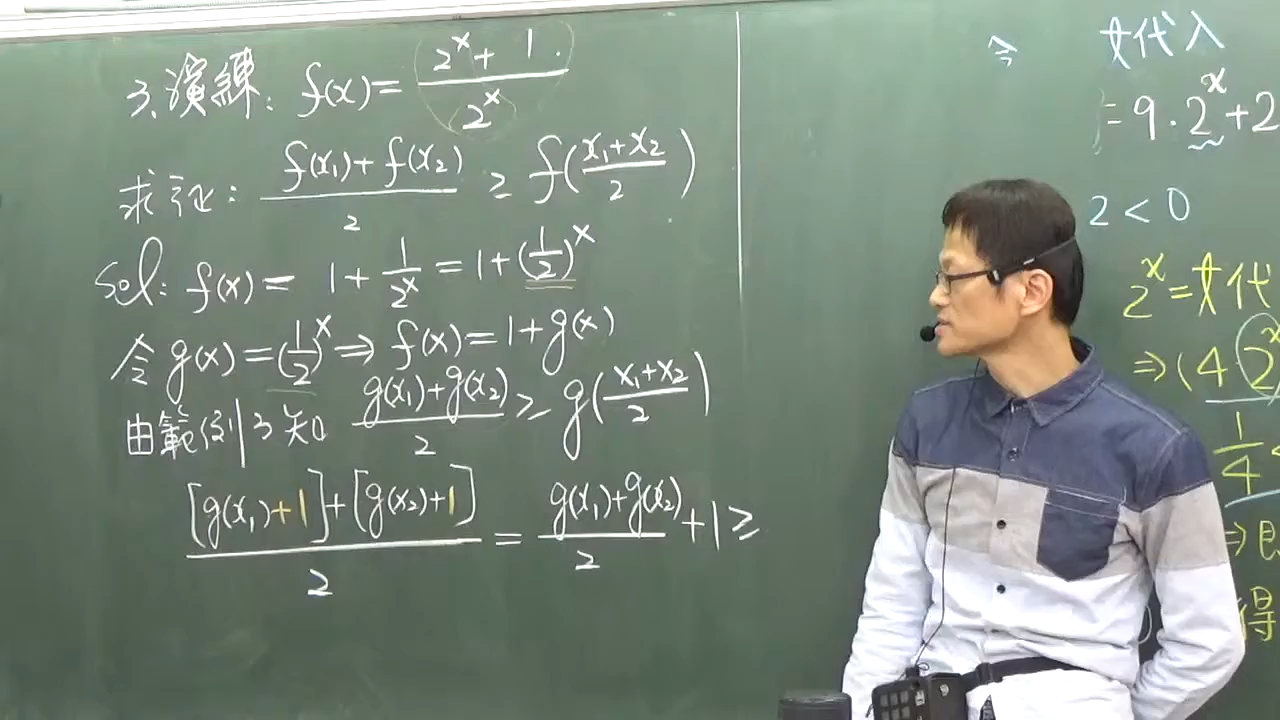 3.演練: f(x)=(2^x+1)/2^x
求証: (f(x₁)+f(x₂))/2 ≥ f((x₁+x₂)/2)
Sol: f(x)= 1+1/2^x=1+(1/2)^x
令g(x)=(1/2)^x⇒f(x)=1+g(x)
由範例3知 (g(x₁)+g(x₂))/2 ≥ g((x₁+x₂)/2)
([g(x₁)+1]+[g(x₂)+1])/2 = (g(x₁)+g(x₂))/2+1≥
代入
=9·2^x+2
2<0
2^x=t代
⇒(4·2^x
1/4<
⇒即
得